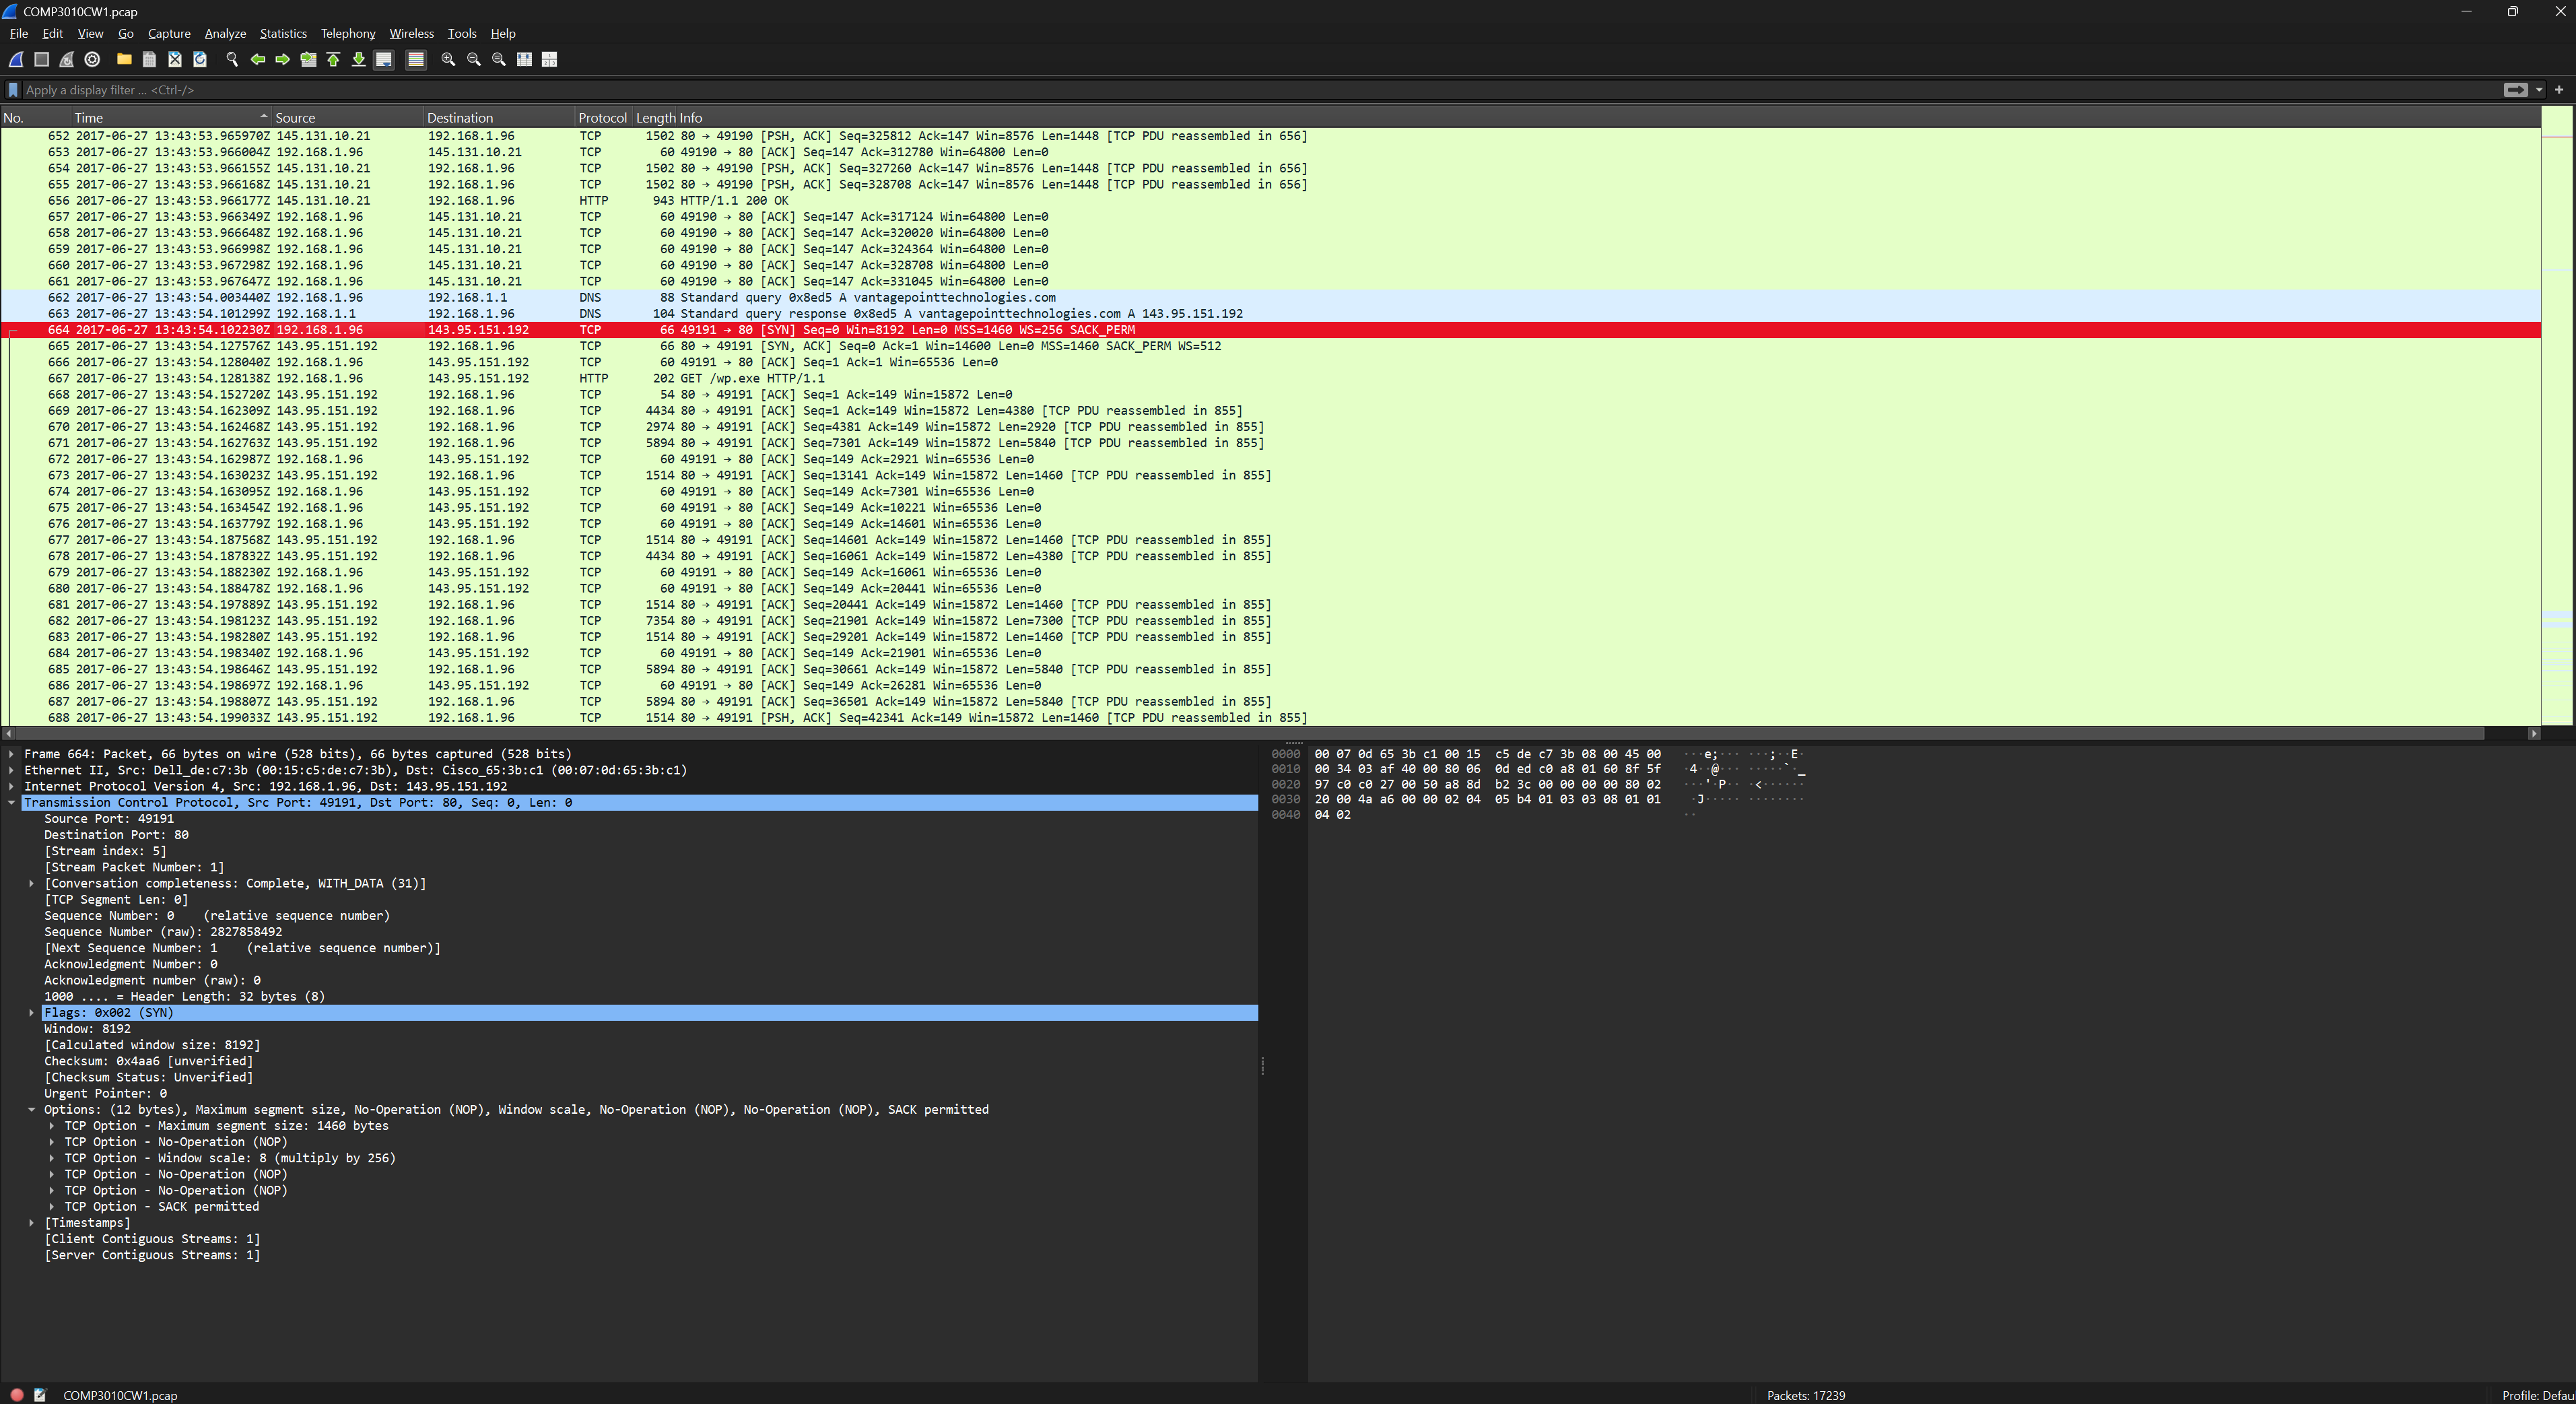 COMP3010CW1.pcap
File Edit View Go Capture Analyze Statistics Telephony Wireless Tools Help
Apply a display filter ... <Ctrl-/>
No. Time Source Destination Protocol Length Info
652 2017-06-27 13:43:53.965970Z 145.131.10.21 192.168.1.96 TCP 1502 80 → 49190 [PSH, ACK] Seq=325812 Ack=147 Win=8576 Len=1448 [TCP PDU reassembled in 656]
653 2017-06-27 13:43:53.966004Z 192.168.1.96 145.131.10.21 TCP 60 49190 → 80 [ACK] Seq=147 Ack=312780 Win=64800 Len=0
654 2017-06-27 13:43:53.966155Z 145.131.10.21 192.168.1.96 TCP 1502 80 → 49190 [PSH, ACK] Seq=327260 Ack=147 Win=8576 Len=1448 [TCP PDU reassembled in 656]
655 2017-06-27 13:43:53.966168Z 145.131.10.21 192.168.1.96 TCP 1502 80 → 49190 [PSH, ACK] Seq=328708 Ack=147 Win=8576 Len=1448 [TCP PDU reassembled in 656]
656 2017-06-27 13:43:53.966177Z 145.131.10.21 192.168.1.96 HTTP 943 HTTP/1.1 200 OK
657 2017-06-27 13:43:53.966349Z 192.168.1.96 145.131.10.21 TCP 60 49190 → 80 [ACK] Seq=147 Ack=317124 Win=64800 Len=0
658 2017-06-27 13:43:53.966648Z 192.168.1.96 145.131.10.21 TCP 60 49190 → 80 [ACK] Seq=147 Ack=320020 Win=64800 Len=0
659 2017-06-27 13:43:53.966998Z 192.168.1.96 145.131.10.21 TCP 60 49190 → 80 [ACK] Seq=147 Ack=324364 Win=64800 Len=0
660 2017-06-27 13:43:53.967298Z 192.168.1.96 145.131.10.21 TCP 60 49190 → 80 [ACK] Seq=147 Ack=328708 Win=64800 Len=0
661 2017-06-27 13:43:53.967647Z 192.168.1.96 145.131.10.21 TCP 60 49190 → 80 [ACK] Seq=147 Ack=331045 Win=64800 Len=0
662 2017-06-27 13:43:54.003440Z 192.168.1.96 192.168.1.1 DNS 88 Standard query 0x8ed5 A vantagepointtechnologies.com
663 2017-06-27 13:43:54.101299Z 192.168.1.1 192.168.1.96 DNS 104 Standard query response 0x8ed5 A vantagepointtechnologies.com A 143.95.151.192
664 2017-06-27 13:43:54.102230Z 192.168.1.96 143.95.151.192 TCP 66 49191 → 80 [SYN] Seq=0 Win=8192 Len=0 MSS=1460 WS=256 SACK_PERM
665 2017-06-27 13:43:54.127576Z 143.95.151.192 192.168.1.96 TCP 66 80 → 49191 [SYN, ACK] Seq=0 Ack=1 Win=14600 Len=0 MSS=1460 SACK_PERM WS=512
666 2017-06-27 13:43:54.128040Z 192.168.1.96 143.95.151.192 TCP 60 49191 → 80 [ACK] Seq=1 Ack=1 Win=65536 Len=0
667 2017-06-27 13:43:54.128138Z 192.168.1.96 143.95.151.192 HTTP 202 GET /wp.exe HTTP/1.1
668 2017-06-27 13:43:54.152720Z 143.95.151.192 192.168.1.96 TCP 54 80 → 49191 [ACK] Seq=1 Ack=149 Win=15872 Len=0
669 2017-06-27 13:43:54.162309Z 143.95.151.192 192.168.1.96 TCP 4434 80 → 49191 [ACK] Seq=1 Ack=149 Win=15872 Len=4380 [TCP PDU reassembled in 855]
670 2017-06-27 13:43:54.162468Z 143.95.151.192 192.168.1.96 TCP 2974 80 → 49191 [ACK] Seq=4381 Ack=149 Win=15872 Len=2920 [TCP PDU reassembled in 855]
671 2017-06-27 13:43:54.162763Z 143.95.151.192 192.168.1.96 TCP 5894 80 → 49191 [ACK] Seq=7301 Ack=149 Win=15872 Len=5840 [TCP PDU reassembled in 855]
672 2017-06-27 13:43:54.162987Z 192.168.1.96 143.95.151.192 TCP 60 49191 → 80 [ACK] Seq=149 Ack=2921 Win=65536 Len=0
673 2017-06-27 13:43:54.163023Z 143.95.151.192 192.168.1.96 TCP 1514 80 → 49191 [ACK] Seq=13141 Ack=149 Win=15872 Len=1460 [TCP PDU reassembled in 855]
674 2017-06-27 13:43:54.163095Z 192.168.1.96 143.95.151.192 TCP 60 49191 → 80 [ACK] Seq=149 Ack=7301 Win=65536 Len=0
675 2017-06-27 13:43:54.163454Z 192.168.1.96 143.95.151.192 TCP 60 49191 → 80 [ACK] Seq=149 Ack=10221 Win=65536 Len=0
676 2017-06-27 13:43:54.163779Z 192.168.1.96 143.95.151.192 TCP 60 49191 → 80 [ACK] Seq=149 Ack=14601 Win=65536 Len=0
677 2017-06-27 13:43:54.187568Z 143.95.151.192 192.168.1.96 TCP 1514 80 → 49191 [ACK] Seq=14601 Ack=149 Win=15872 Len=1460 [TCP PDU reassembled in 855]
678 2017-06-27 13:43:54.187832Z 143.95.151.192 192.168.1.96 TCP 4434 80 → 49191 [ACK] Seq=16061 Ack=149 Win=15872 Len=4380 [TCP PDU reassembled in 855]
679 2017-06-27 13:43:54.188230Z 192.168.1.96 143.95.151.192 TCP 60 49191 → 80 [ACK] Seq=149 Ack=16061 Win=65536 Len=0
680 2017-06-27 13:43:54.188478Z 192.168.1.96 143.95.151.192 TCP 60 49191 → 80 [ACK] Seq=149 Ack=20441 Win=65536 Len=0
681 2017-06-27 13:43:54.197889Z 143.95.151.192 192.168.1.96 TCP 1514 80 → 49191 [ACK] Seq=20441 Ack=149 Win=15872 Len=1460 [TCP PDU reassembled in 855]
682 2017-06-27 13:43:54.198123Z 143.95.151.192 192.168.1.96 TCP 7354 80 → 49191 [ACK] Seq=21901 Ack=149 Win=15872 Len=7300 [TCP PDU reassembled in 855]
683 2017-06-27 13:43:54.198280Z 143.95.151.192 192.168.1.96 TCP 1514 80 → 49191 [ACK] Seq=29201 Ack=149 Win=15872 Len=1460 [TCP PDU reassembled in 855]
684 2017-06-27 13:43:54.198340Z 192.168.1.96 143.95.151.192 TCP 60 49191 → 80 [ACK] Seq=149 Ack=21901 Win=65536 Len=0
685 2017-06-27 13:43:54.198646Z 143.95.151.192 192.168.1.96 TCP 5894 80 → 49191 [ACK] Seq=30661 Ack=149 Win=15872 Len=5840 [TCP PDU reassembled in 855]
686 2017-06-27 13:43:54.198697Z 192.168.1.96 143.95.151.192 TCP 60 49191 → 80 [ACK] Seq=149 Ack=26281 Win=65536 Len=0
687 2017-06-27 13:43:54.198807Z 143.95.151.192 192.168.1.96 TCP 5894 80 → 49191 [ACK] Seq=36501 Ack=149 Win=15872 Len=5840 [TCP PDU reassembled in 855]
688 2017-06-27 13:43:54.199033Z 143.95.151.192 192.168.1.96 TCP 1514 80 → 49191 [PSH, ACK] Seq=42341 Ack=149 Win=15872 Len=1460 [TCP PDU reassembled in 855]
Frame 664: Packet, 66 bytes on wire (528 bits), 66 bytes captured (528 bits)
Ethernet II, Src: Dell_de:c7:3b (00:15:c5:de:c7:3b), Dst: Cisco_65:3b:c1 (00:07:0d:65:3b:c1)
Internet Protocol Version 4, Src: 192.168.1.96, Dst: 143.95.151.192
Transmission Control Protocol, Src Port: 49191, Dst Port: 80, Seq: 0, Len: 0
Source Port: 49191
Destination Port: 80
[Stream index: 5]
[Stream Packet Number: 1]
[Conversation completeness: Complete, WITH_DATA (31)]
[TCP Segment Len: 0]
Sequence Number: 0 (relative sequence number)
Sequence Number (raw): 2827858492
[Next Sequence Number: 1 (relative sequence number)]
Acknowledgment Number: 0
Acknowledgment number (raw): 0
1000 .... = Header Length: 32 bytes (8)
Flags: 0x002 (SYN)
Window: 8192
[Calculated window size: 8192]
Checksum: 0x4aa6 [unverified]
[Checksum Status: Unverified]
Urgent Pointer: 0
Options: (12 bytes), Maximum segment size, No-Operation (NOP), Window scale, No-Operation (NOP), No-Operation (NOP), SACK permitted
TCP Option - Maximum segment size: 1460 bytes
TCP Option - No-Operation (NOP)
TCP Option - Window scale: 8 (multiply by 256)
TCP Option - No-Operation (NOP)
TCP Option - No-Operation (NOP)
TCP Option - SACK permitted
[Timestamps]
[Client Contiguous Streams: 1]
[Server Contiguous Streams: 1]
0000 00 07 0d 65 3b c1 00 15 c5 de c7 3b 08 00 45 00 ···e;··· ···;··E·
0010 00 34 03 af 40 00 80 06 0d ed c0 a8 01 60 8f 5f ·4··@··· ·····`·_
0020 97 c0 c0 27 00 50 a8 8d b2 3c 00 00 00 00 80 02 ···'·P·· ·<······
0030 20 00 4a a6 00 00 02 04 05 b4 01 03 03 08 01 01 ·J····· ········
0040 04 02 ··
COMP3010CW1.pcap
Packets: 17239
Profile: Defau